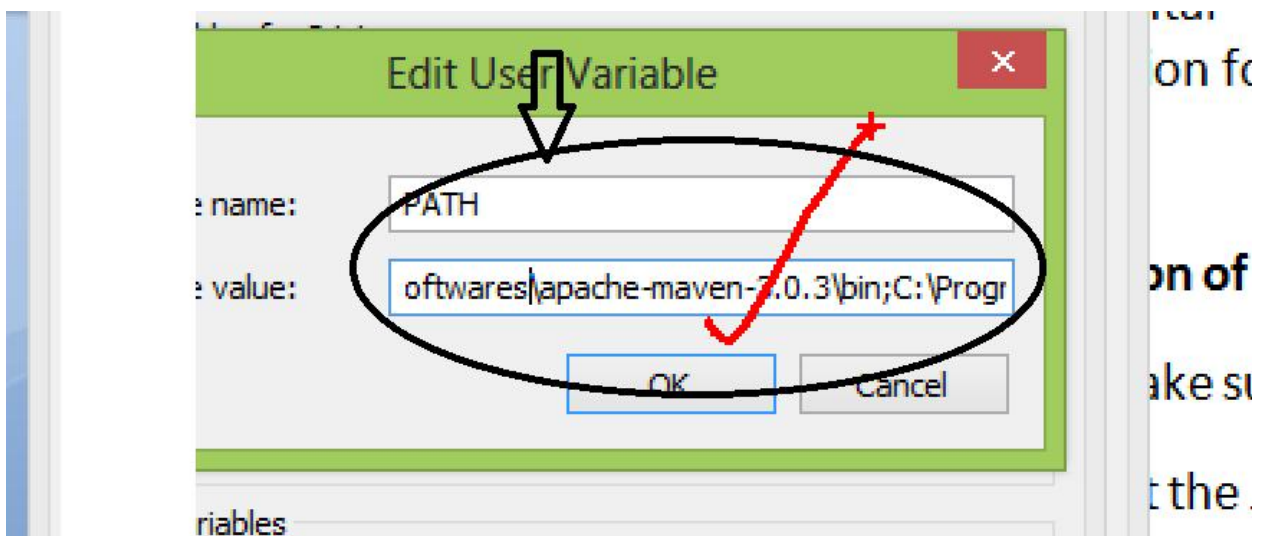 Edit User Variable
e name:
PATH
e value:
oftwares\apache-maven-3.0.3\bin;C:\Progr
OK
Cancel
riables
on fo
on of
ake su
t the